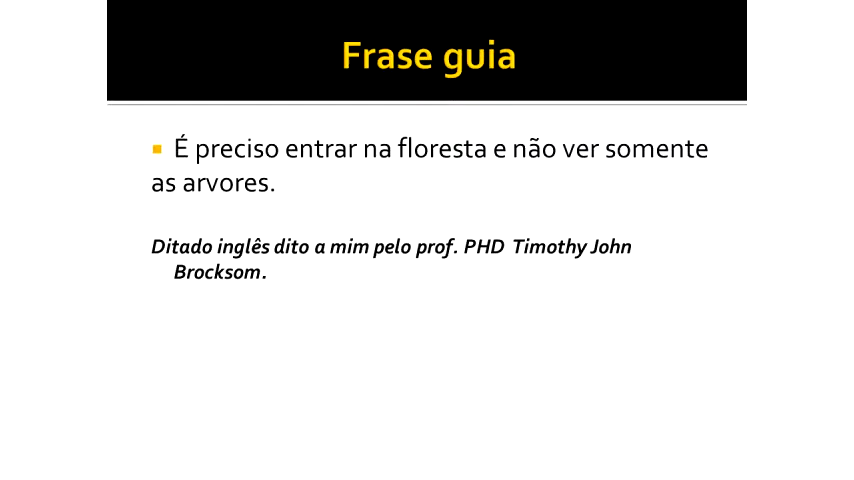 Frase guia
▪ É preciso entrar na floresta e não ver somente
as arvores.
Ditado inglês dito a mim pelo prof. PHD Timothy John
Brocksom.